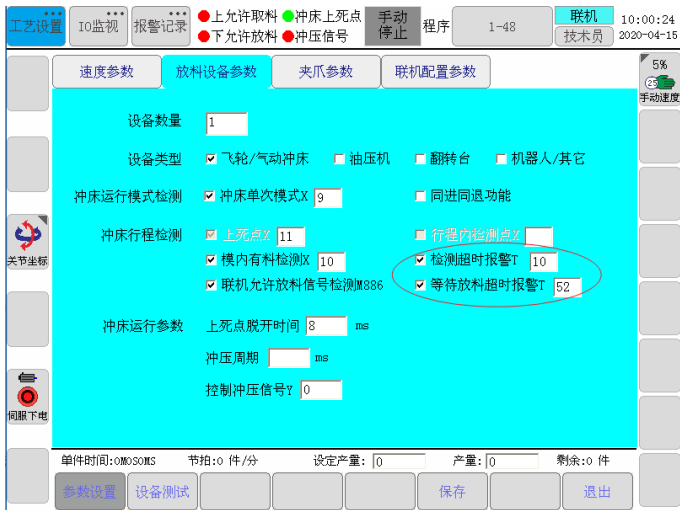 工艺设置 IO监视 报警记录 上允许取料 冲床上死点 手动停止 程序 1-48 联机 10:00:24
下允许放料 冲压信号 技术员 2020-04-15
速度参数 放料设备参数 夹爪参数 联机配置参数 5%
25
手动速度
设备数量 1
设备类型 飞轮/气动冲床 油压机 翻转台 机器人/其它
冲床运行模式检测 冲床单次模式X 9 同进同退功能
冲床行程检测 上死点X 11 行程内检测点X
关节坐标 模内有料检测X 10 检测超时报警T 10
联机允许放料信号检测M886 等待放料超时报警T 52
冲床运行参数 上死点脱开时间 8 ms
冲压周期 ms
控制冲压信号Y 0
伺服下电
单件时间:0M0S0MS 节拍:0 件/分 设定产量: 0 产量: 0 剩余:0 件
参数设置 设备测试 保存 退出